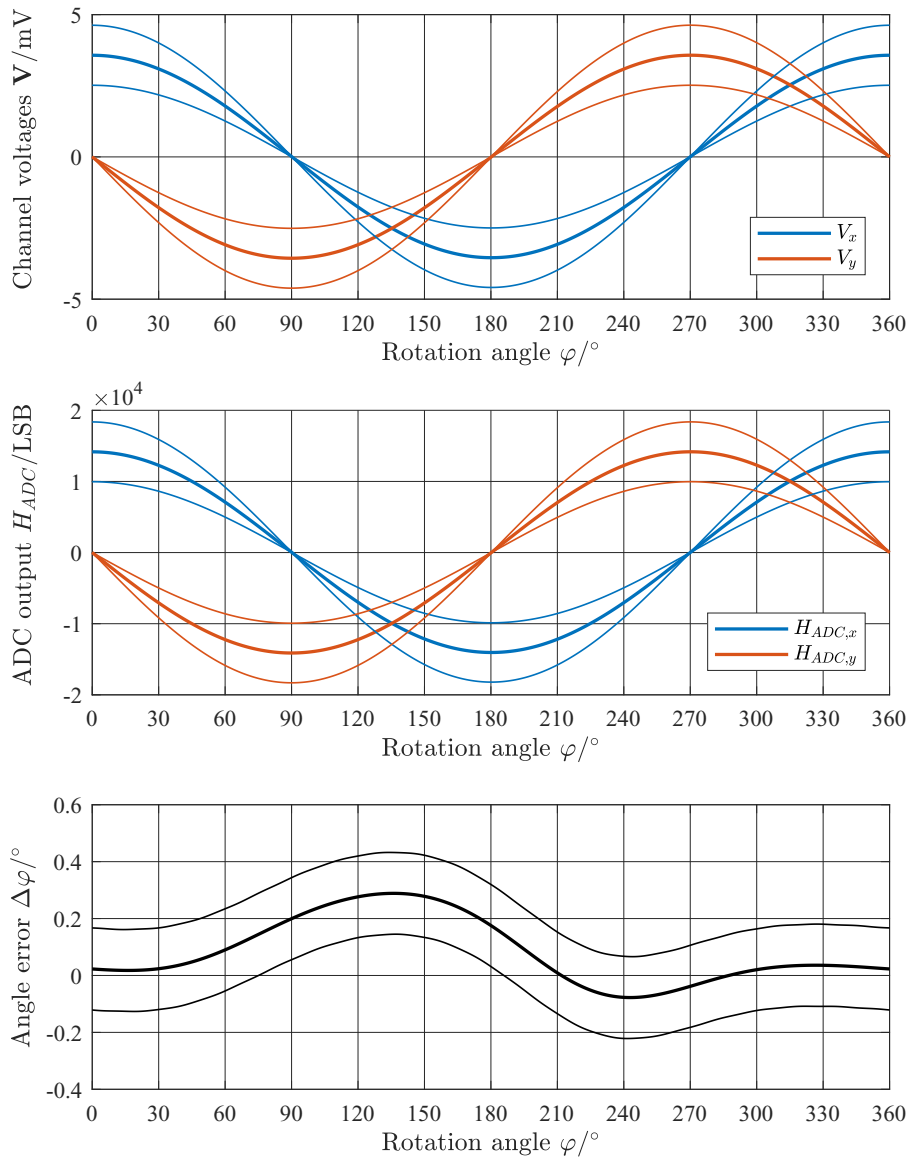 Channel voltages V/mV
5
0
-5
V_x
V_y
0 30 60 90 120 150 180 210 240 270 300 330 360
Rotation angle φ/°
×10⁴
ADC output H_ADC/LSB
2
1
0
-1
-2
H_ADC,x
H_ADC,y
0 30 60 90 120 150 180 210 240 270 300 330 360
Rotation angle φ/°
Angle error Δφ/°
0.6
0.4
0.2
0
-0.2
-0.4
0 30 60 90 120 150 180 210 240 270 300 330 360
Rotation angle φ/°